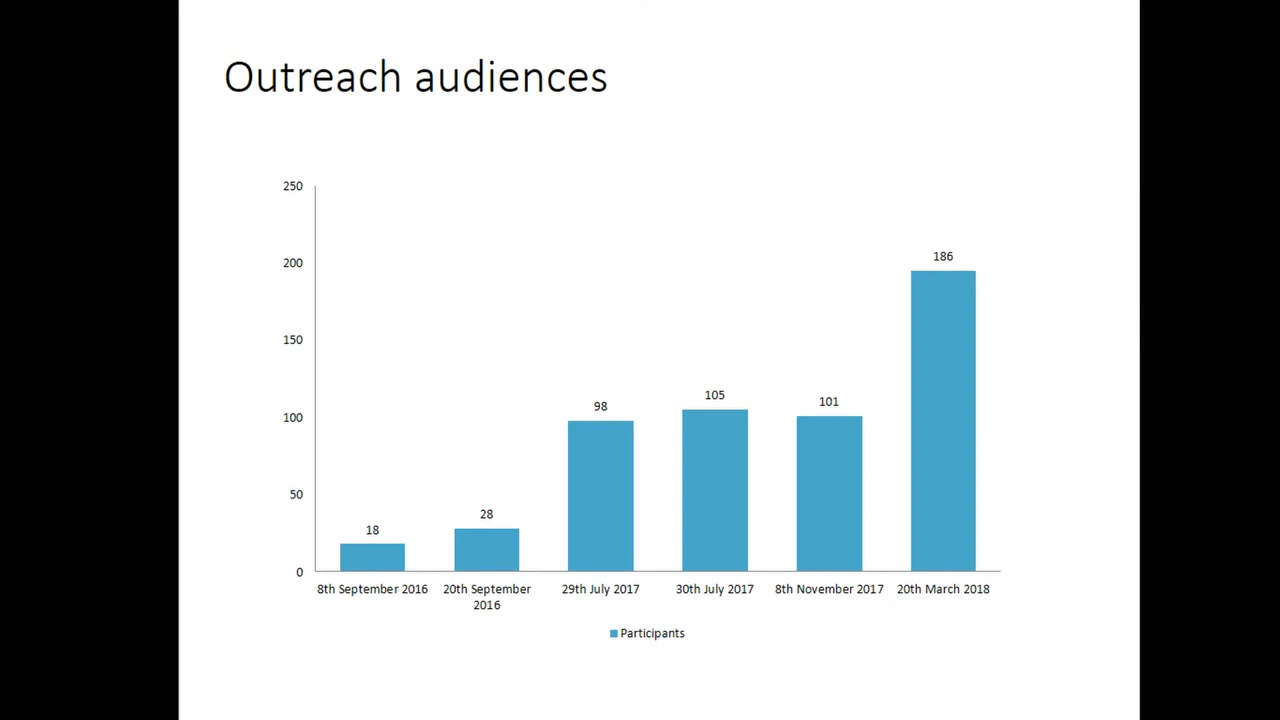 Outreach audiences
250
200
150
100
50
0
18
28
98
105
101
186
8th September 2016
20th September
2016
29th July 2017
30th July 2017
8th November 2017
20th March 2018
Participants